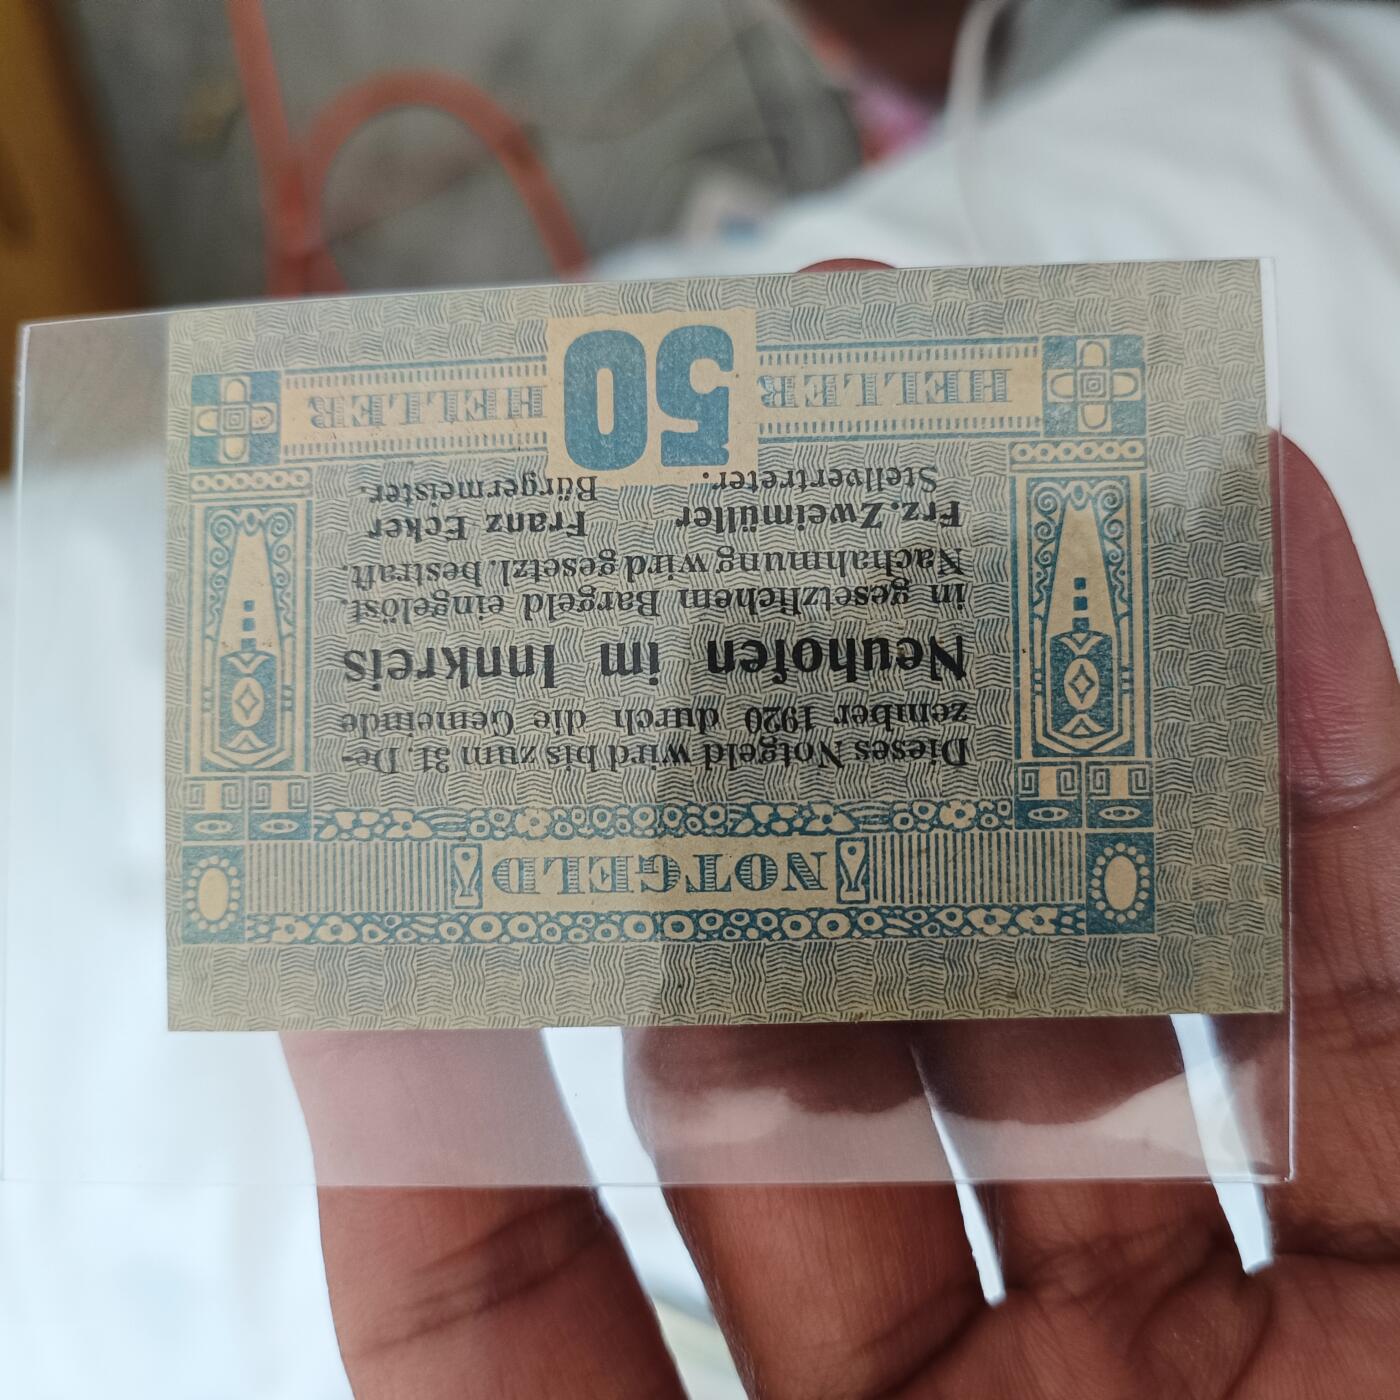 NOTGELD
Dieses Notgeld wird bis zum 31. De-
zember 1920 durch die Gemeinde
Neuhofen im Innkreis
in gesetzlichem Bargeld eingelöst.
Nachahmung wird gesetzl. bestraft.
Frz. Zweimüller Franz Ecker
Stellvertreter. Bürgermeister.
HELLER 50 HELLER